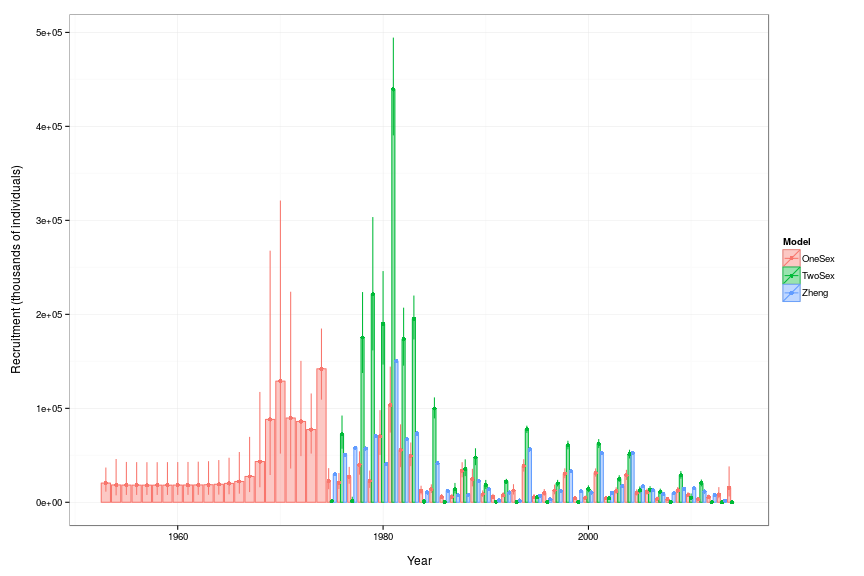 5e+05
4e+05
3e+05
2e+05
1e+05
0e+00
Recruitment (thousands of individuals)
1960
1980
2000
Year
Model
OneSex
TwoSex
Zheng